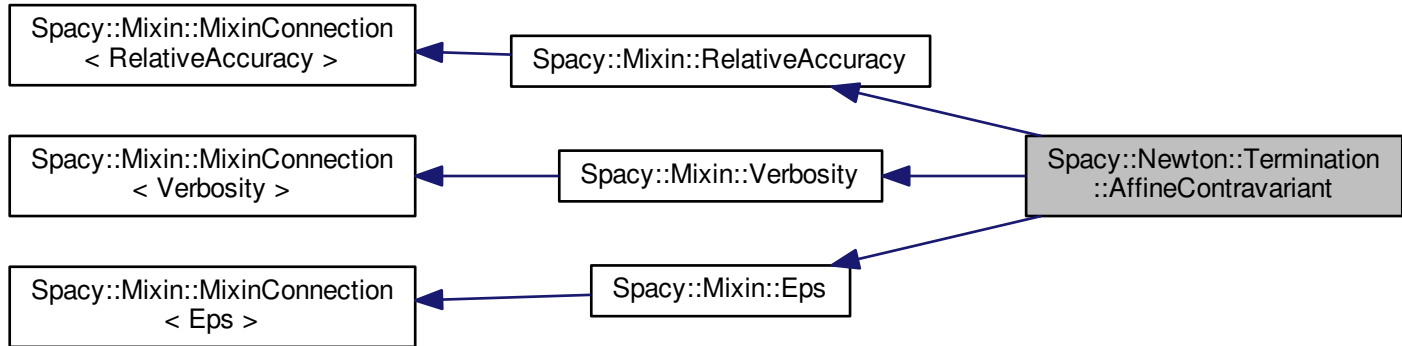 Spacy::Mixin::MixinConnection
< RelativeAccuracy >
Spacy::Mixin::RelativeAccuracy
Spacy::Mixin::MixinConnection
< Verbosity >
Spacy::Mixin::Verbosity
Spacy::Newton::Termination
::AffineContravariant
Spacy::Mixin::MixinConnection
< Eps >
Spacy::Mixin::Eps